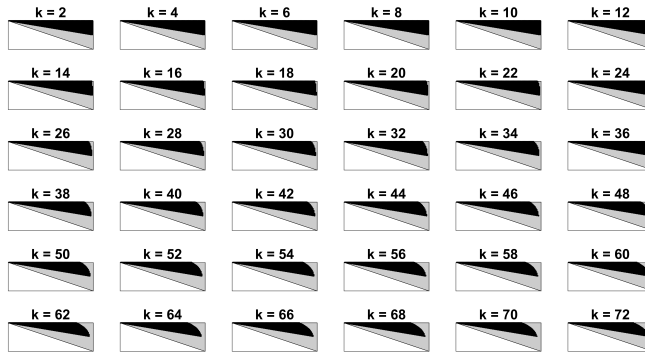 k = 2 k = 4 k = 6 k = 8 k = 10 k = 12
k = 14 k = 16 k = 18 k = 20 k = 22 k = 24
k = 26 k = 28 k = 30 k = 32 k = 34 k = 36
k = 38 k = 40 k = 42 k = 44 k = 46 k = 48
k = 50 k = 52 k = 54 k = 56 k = 58 k = 60
k = 62 k = 64 k = 66 k = 68 k = 70 k = 72